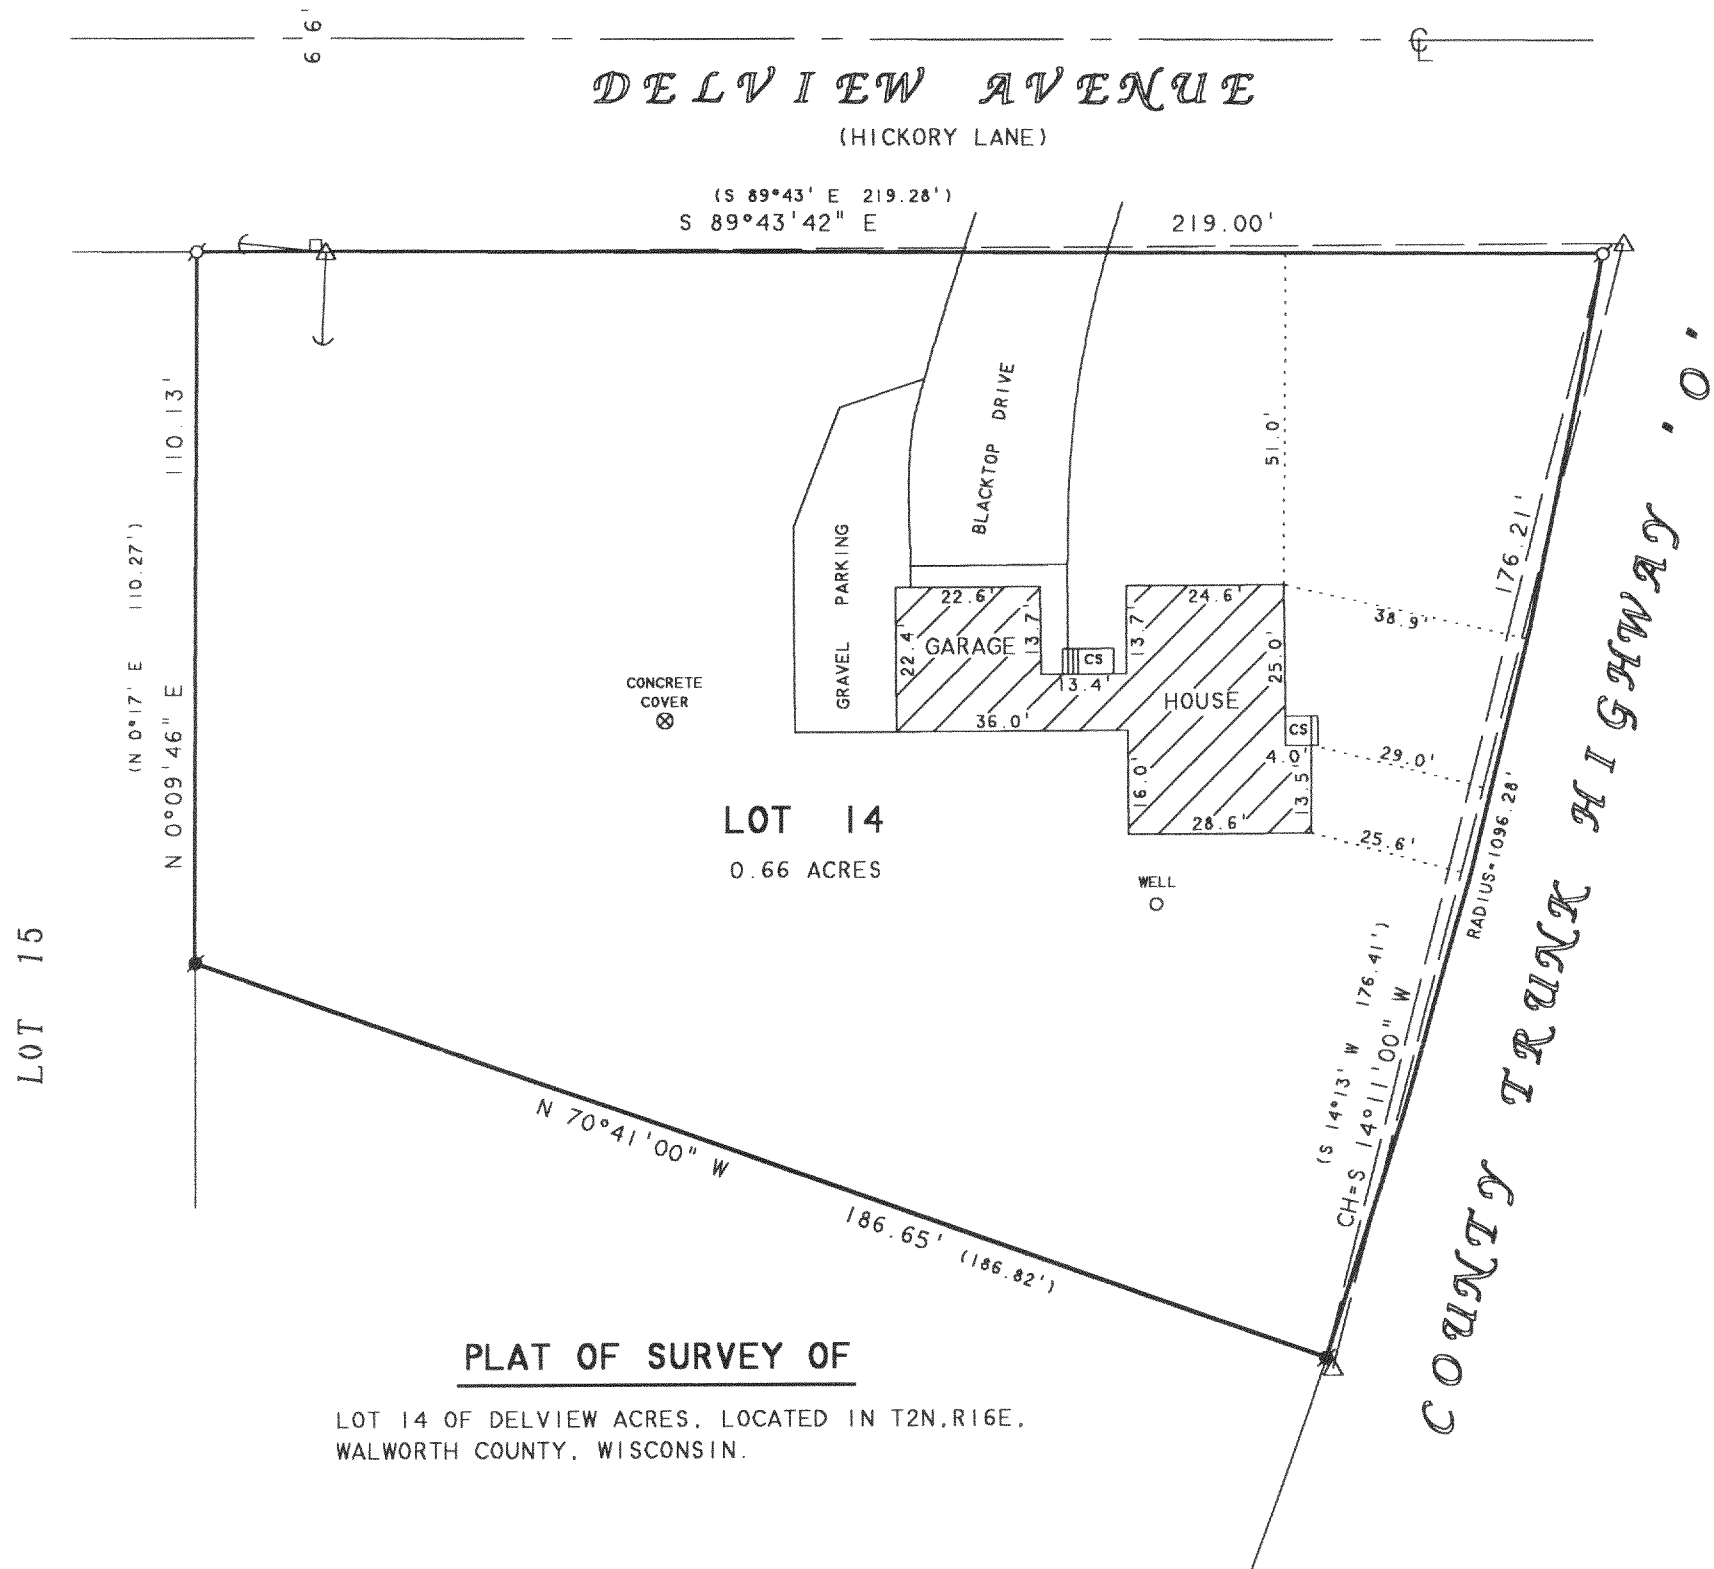 66'
℄
DELVIEW AVENUE
(HICKORY LANE)
(S 89°43' E 219.28')
S 89°43'42" E 219.00'
110.13'
(N 0°17' E 110.27')
N 0°09'46" E
LOT 15
BLACKTOP DRIVE
GRAVEL PARKING
51.0'
176.21'
COUNTY TRUNK HIGHWAY 'O'
22.6'
24.6'
38.9'
22.4'
GARAGE
13.7'
13.7'
CS
13.4'
25.0'
HOUSE
36.0'
CONCRETE
COVER
CS
4.0'
29.0'
16.0'
13.5'
28.6'
25.6'
LOT 14
0.66 ACRES
WELL
RADIUS=1096.28'
(S 14°13' W 176.41')
CH=S 14°11'00" W
N 70°41'00" W
186.65' (186.82')
PLAT OF SURVEY OF
LOT 14 OF DELVIEW ACRES, LOCATED IN T2N,R16E,
WALWORTH COUNTY, WISCONSIN.